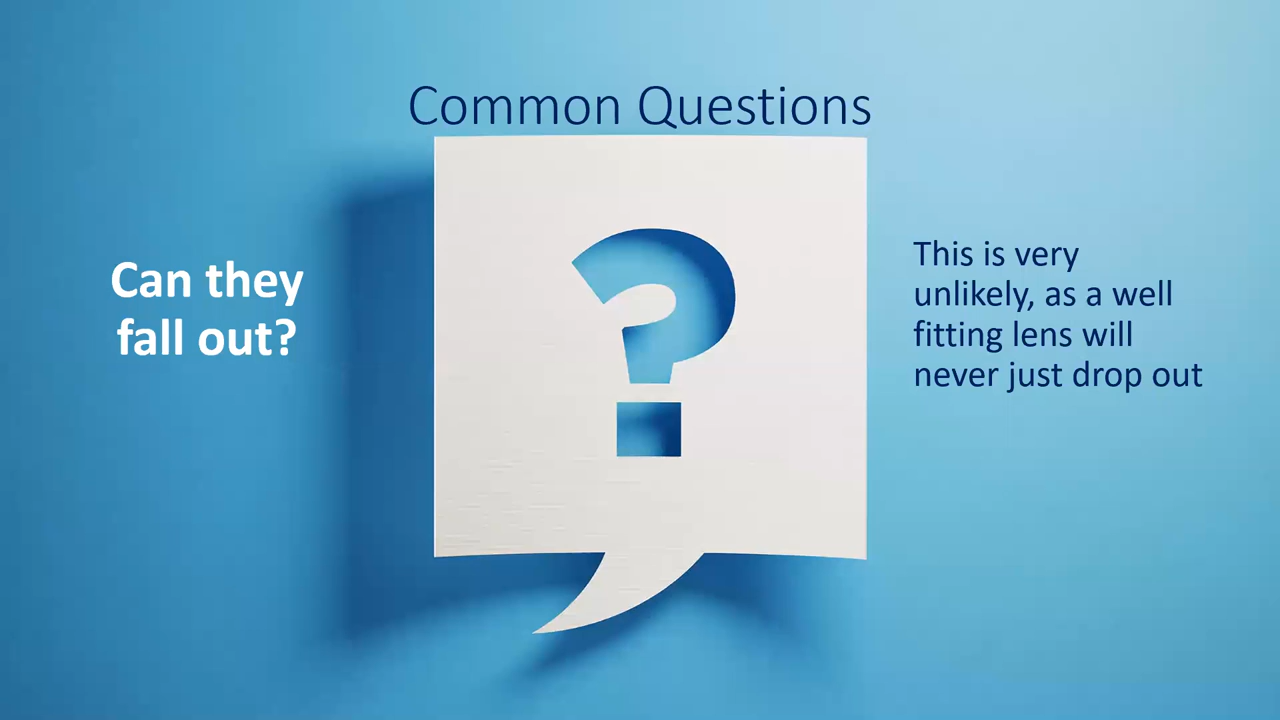 Common Questions
Can they
fall out?
?
This is very
unlikely, as a well
fitting lens will
never just drop out